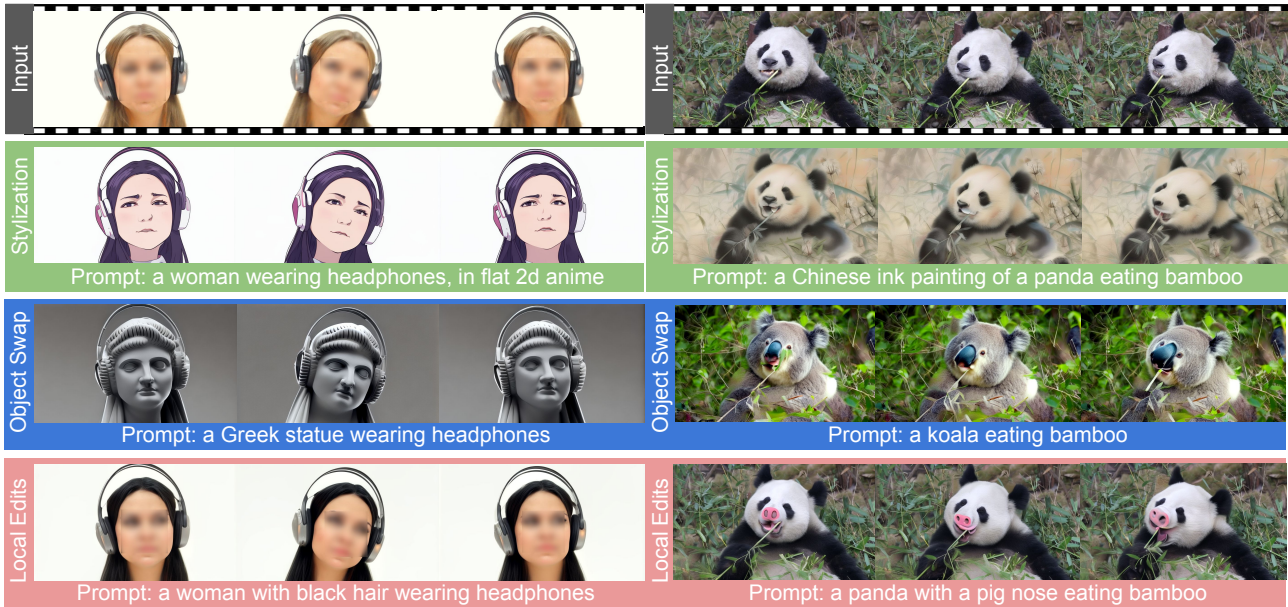 Input
Input
Stylization
Prompt: a woman wearing headphones, in flat 2d anime
Stylization
Prompt: a Chinese ink painting of a panda eating bamboo
Object Swap
Prompt: a Greek statue wearing headphones
Object Swap
Prompt: a koala eating bamboo
Local Edits
Prompt: a woman with black hair wearing headphones
Local Edits
Prompt: a panda with a pig nose eating bamboo